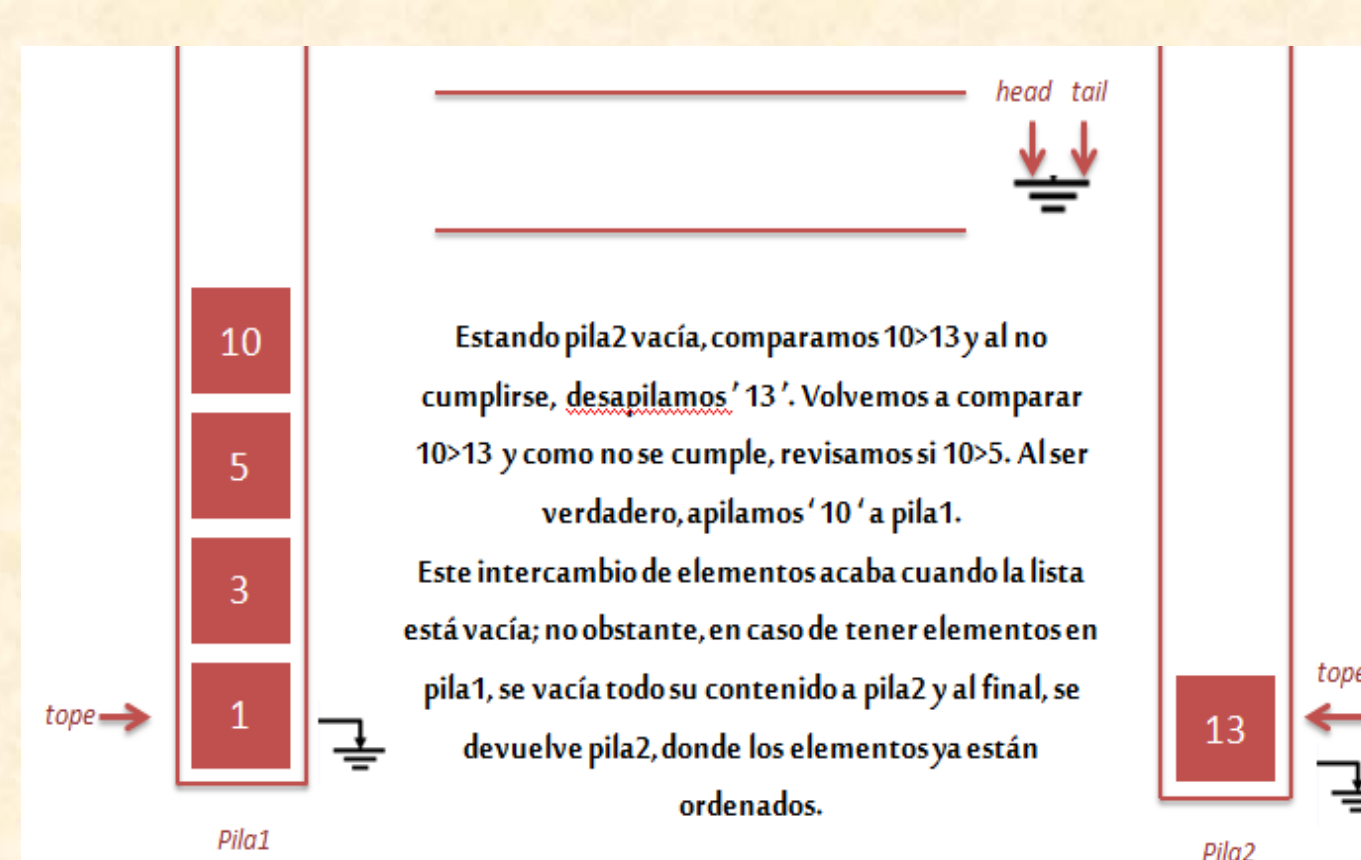 head tail
10
Estando pila2 vacía, comparamos 10>13 y al no
cumplirse, desapilamos ' 13 '. Volvemos a comparar
10>13 y como no se cumple, revisamos si 10>5. Al ser
verdadero, apilamos ' 10 ' a pila1.
5
Este intercambio de elementos acaba cuando la lista
está vacía; no obstante, en caso de tener elementos en
pila1, se vacía todo su contenido a pila2 y al final, se
devuelve pila2, donde los elementos ya están
ordenados.
3
tope
1
tope
13
Pila1
Pila2